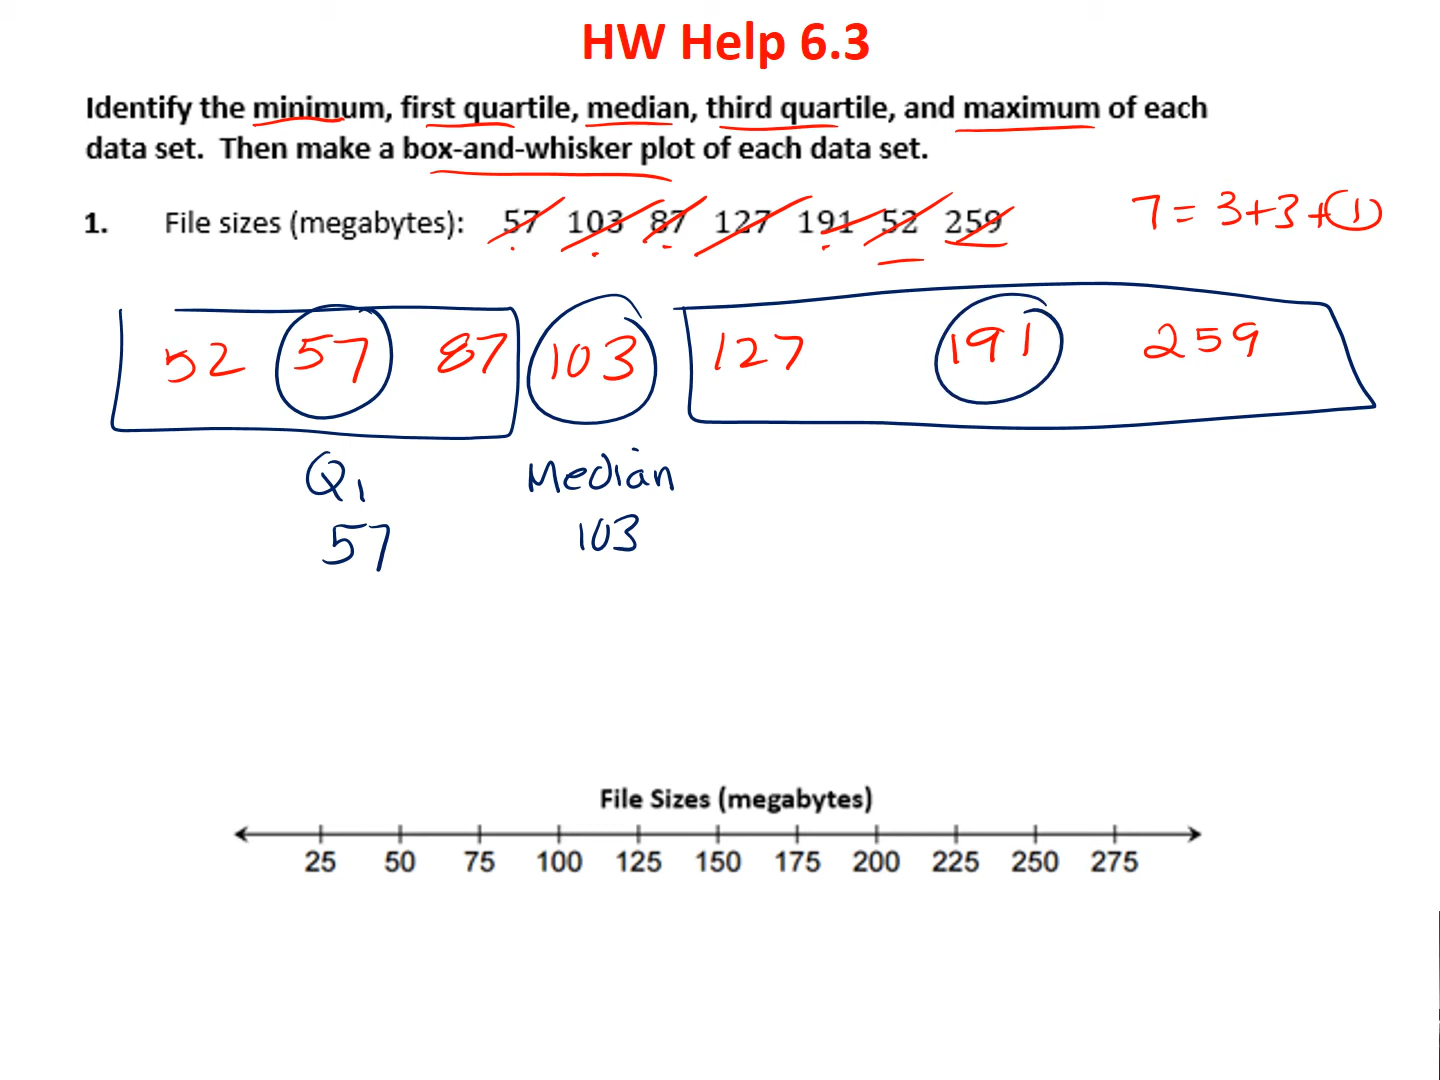 HW Help 6.3
Identify the minimum, first quartile, median, third quartile, and maximum of each
data set. Then make a box-and-whisker plot of each data set.
1. File sizes (megabytes): 57 103 87 127 191 52 259
7 = 3+3+(1)
52 57 87 103 127 191 259
Q1 Median
57 103
File Sizes (megabytes)
25 50 75 100 125 150 175 200 225 250 275